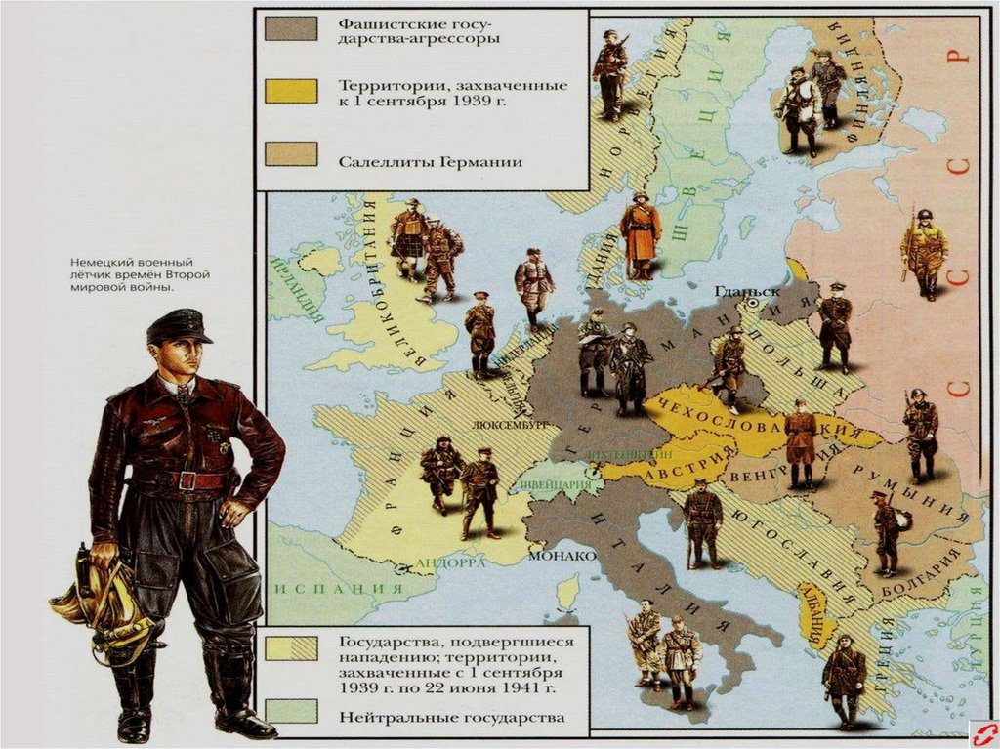 Фашистские госу-
дарства-агрессоры
Территории, захваченные
к 1 сентября 1939 г.
Салеллиты Германии
Немецкий военный
лётчик времён Второй
мировой войны.
НОРВЕГИЯ
ШВЕЦИЯ
ФИНЛЯНДИЯ
СССР
ИРЛАНДИЯ
ВЕЛИКОБРИТАНИЯ
ДАНИЯ
Гданьск
НИДЕРЛАНДЫ
БЕЛЬГИЯ
ЛЮКСЕМБУРГ
ГЕРМАНИЯ
ПОЛЬША
ЧЕХОСЛОВАКИЯ
ЛИХТЕНШТЕЙН
АВСТРИЯ
ВЕНГРИЯ
РУМЫНИЯ
ФРАНЦИЯ
ШВЕЙЦАРИЯ
МОНАКО
ИТАЛИЯ
ЮГОСЛАВИЯ
БОЛГАРИЯ
АНДОРРА
ИСПАНИЯ
АЛБАНИЯ
ГРЕЦИЯ
ТУРЦИЯ
Государства, подвергшиеся
нападению; территории,
захваченные с 1 сентября
1939 г. по 22 июня 1941 г.
Нейтральные государства